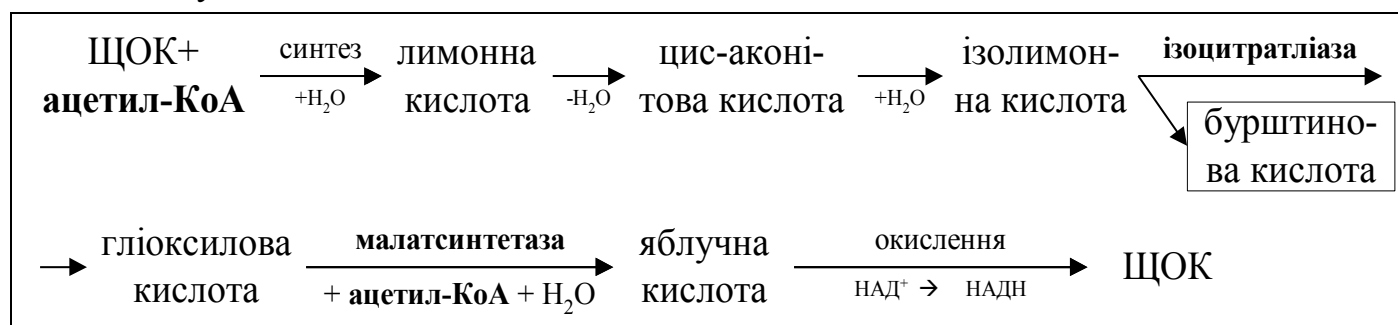 ЩОК+ ацетил-КоА
синтез +H₂O
лимонна кислота
-H₂O
цис-аконі-
това кислота
+H₂O
ізолимон-
на кислота
ізоцитратліаза
бурштино-
ва кислота
гліоксилова кислота
малатсинтетаза
+ ацетил-КоА + H₂O
яблучна кислота
окислення
НАД⁺ → НАДН
ЩОК